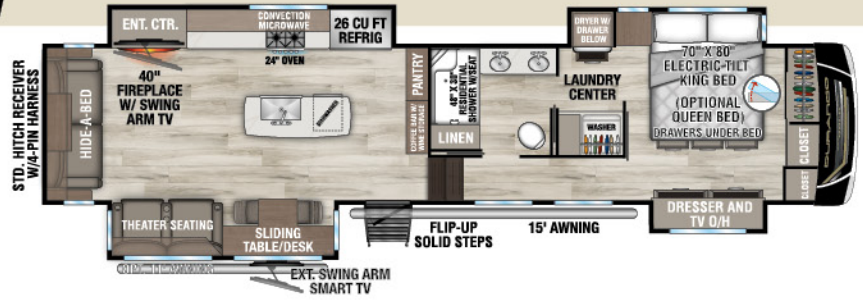 ENT. CTR.
CONVECTION
MICROWAVE
26 CU FT
REFRIG
24" OVEN
40"
FIREPLACE
W/ SWING
ARM TV
STD. HITCH RECEIVER
W/4-PIN HARNESS
HIDE-A-BED
PANTRY
COFFEE BAR W/
WINE STORAGE
48" X 30"
RESIDENTIAL
SHOWER W/SEAT
LINEN
DRYER W/
DRAWER
BELOW
LAUNDRY
CENTER
WASHER
70" X 80"
ELECTRIC-TILT
KING BED
(OPTIONAL
QUEEN BED)
DRAWERS UNDER BED
CLOSET
CLOSET
DURANGO
THEATER SEATING
SLIDING
TABLE/DESK
FLIP-UP
SOLID STEPS
15' AWNING
DRESSER AND
TV O/H
EXT. SWING ARM
SMART TV